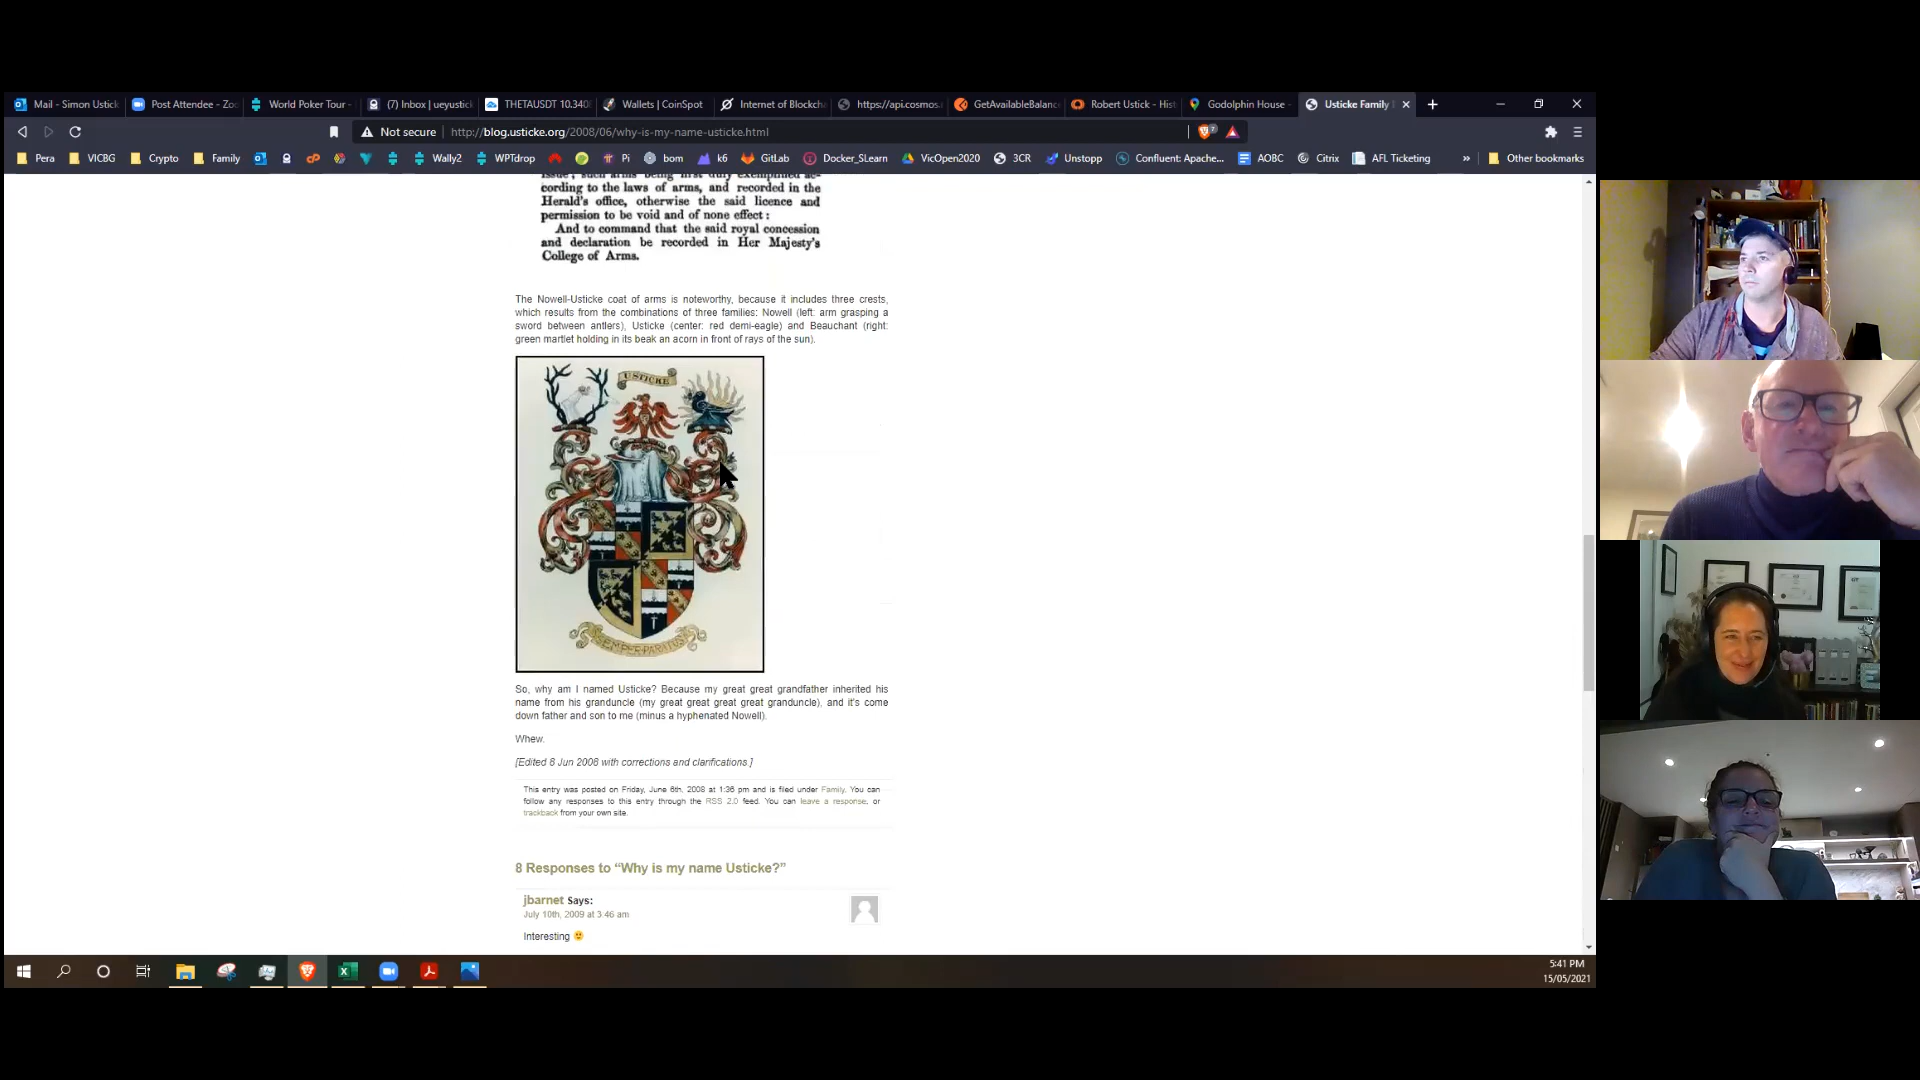 Mail - Simon Ustick
Post Attendee - Zoo
World Poker Tour -
(7) Inbox | ueyustick
THETAUSDT 10.340
Wallets | CoinSpot
Internet of Blockcha
https://api.cosmos.
GetAvailableBalanc
Robert Ustick - Hist
Godolphin House -
Usticke Family
Not secure
http://blog.usticke.org/2008/06/why-is-my-name-usticke.html
Pera
VICBG
Crypto
Family
Wally2
WPTdrop
Pi
bom
k6
GitLab
Docker_SLearn
VicOpen2020
3CR
Unstopp
Confluent: Apache...
AOBC
Citrix
AFL Ticketing
»
Other bookmarks
issue; such arms being first duly exemplified ac-
cording to the laws of arms, and recorded in the
Herald's office, otherwise the said licence and
permission to be void and of none effect:
And to command that the said royal concession
and declaration be recorded in Her Majesty's
College of Arms.
The Nowell-Usticke coat of arms is noteworthy, because it includes three crests,
which results from the combinations of three families: Nowell (left: arm grasping a
sword between antlers), Usticke (center: red demi-eagle) and Beauchant (right:
green martlet holding in its beak an acorn in front of rays of the sun).
USTICKE
SEMPER PARATUS
So, why am I named Usticke? Because my great great grandfather inherited his
name from his granduncle (my great great great great granduncle), and it's come
down father and son to me (minus a hyphenated Nowell).
Whew.
[Edited 8 Jun 2008 with corrections and clarifications.]
This entry was posted on Friday, June 6th, 2008 at 1:36 pm and is filed under Family. You can
follow any responses to this entry through the RSS 2.0 feed. You can leave a response, or
trackback from your own site.
8 Responses to “Why is my name Usticke?”
jbarnet Says:
July 10th, 2009 at 3:46 am
Interesting
5:41 PM
15/05/2021